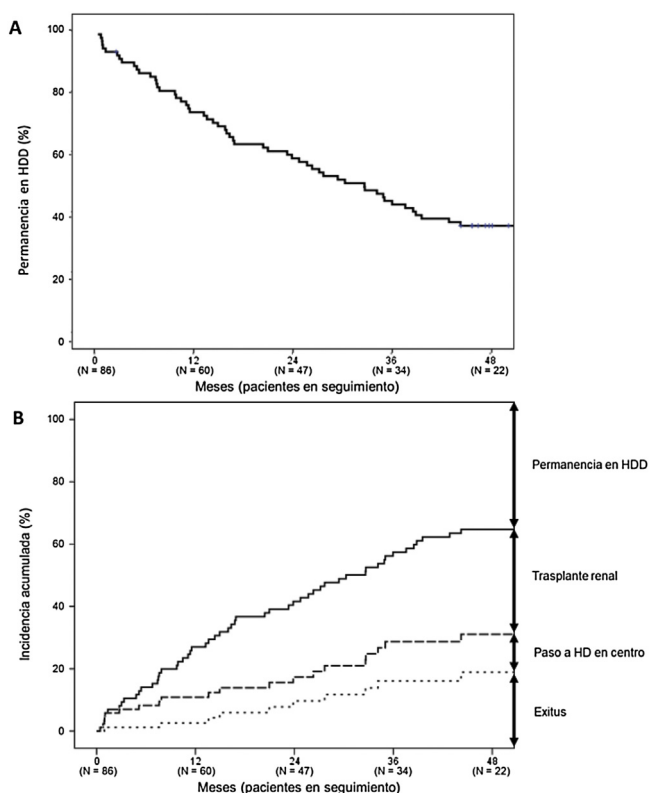 A
Permanencia en HDD (%)
100
80
60
40
20
0
0 12 24 36 48
(N = 86) (N = 60) (N = 47) (N = 34) (N = 22)
Meses (pacientes en seguimiento)
B
Incidencia acumulada (%)
100
80
60
40
20
0
Permanencia en HDD
Trasplante renal
Paso a HD en centro
Exitus
0 12 24 36 48
(N = 86) (N = 60) (N = 47) (N = 34) (N = 22)
Meses (pacientes en seguimiento)